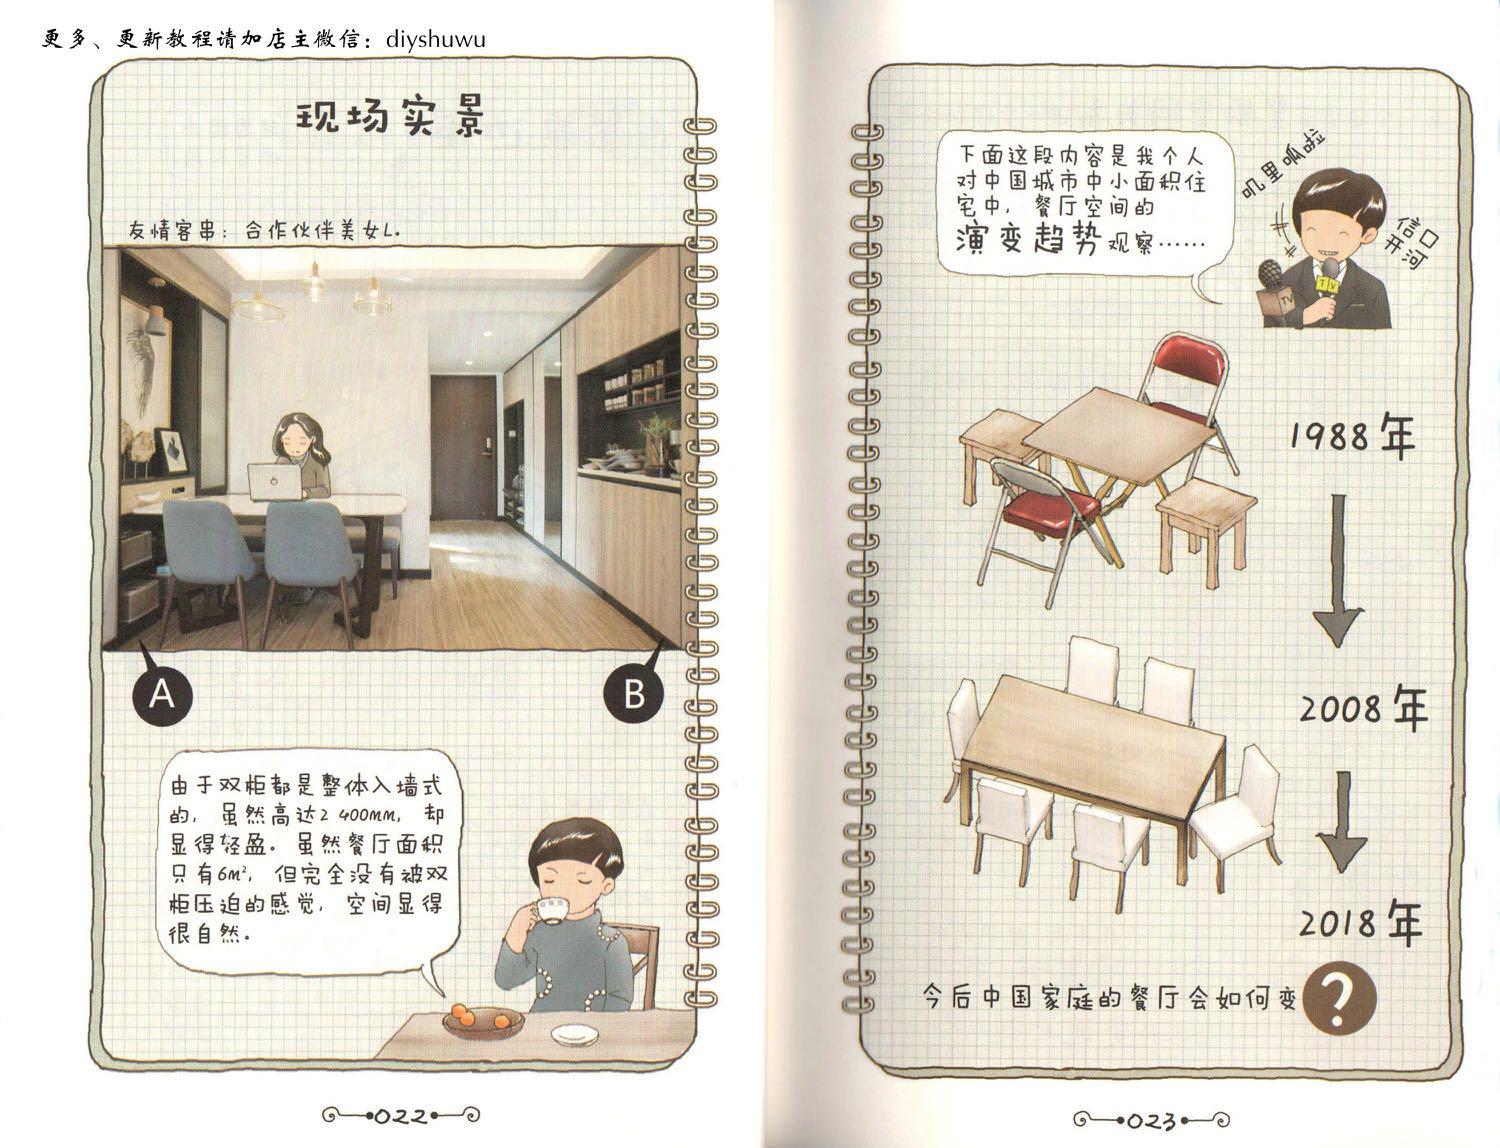 更多、更新教程请加店主微信：diyshuwu
现场实景
友情客串：合作伙伴美女L。
A
B
由于双柜都是整体入墙式
的，虽然高达2 400mm，却
显得轻盈。虽然餐厅面积
只有6m²，但完全没有被双
柜压迫的感觉，空间显得
很自然。
022
下面这段内容是我个人
对中国城市中小面积住
宅中，餐厅空间的
演变趋势观察……
叽里呱啦
信口
开河
TV
TV
1988年
2008年
2018年
今后中国家庭的餐厅会如何变?
023